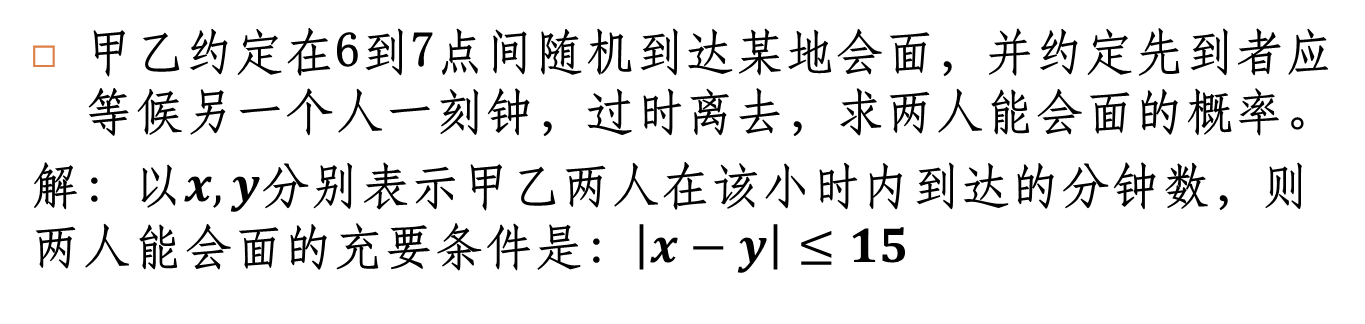 甲乙约定在6到7点间随机到达某地会面，并约定先到者应
等候另一个人一刻钟，过时离去，求两人能会面的概率。
解：以x,y分别表示甲乙两人在该小时内到达的分钟数，则
两人能会面的充要条件是：|x − y| ≤ 15